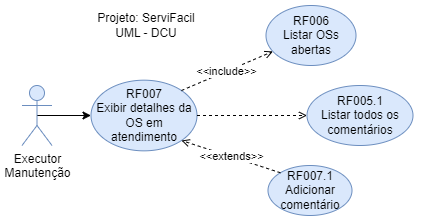 Projeto: ServiFacil
UML - DCU
RF006
Listar OSs
abertas
<<include>>
RF007
Exibir detalhes da
OS em
atendimento
RF005.1
Listar todos os
comentários
Executor
Manutenção
<<extends>>
RF007.1
Adicionar
comentário